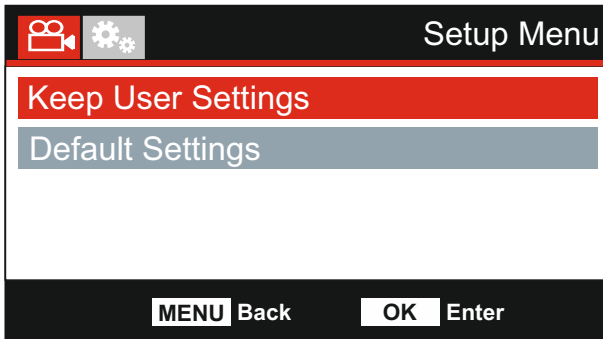 Setup Menu
Keep User Settings
Default Settings
MENU Back OK Enter